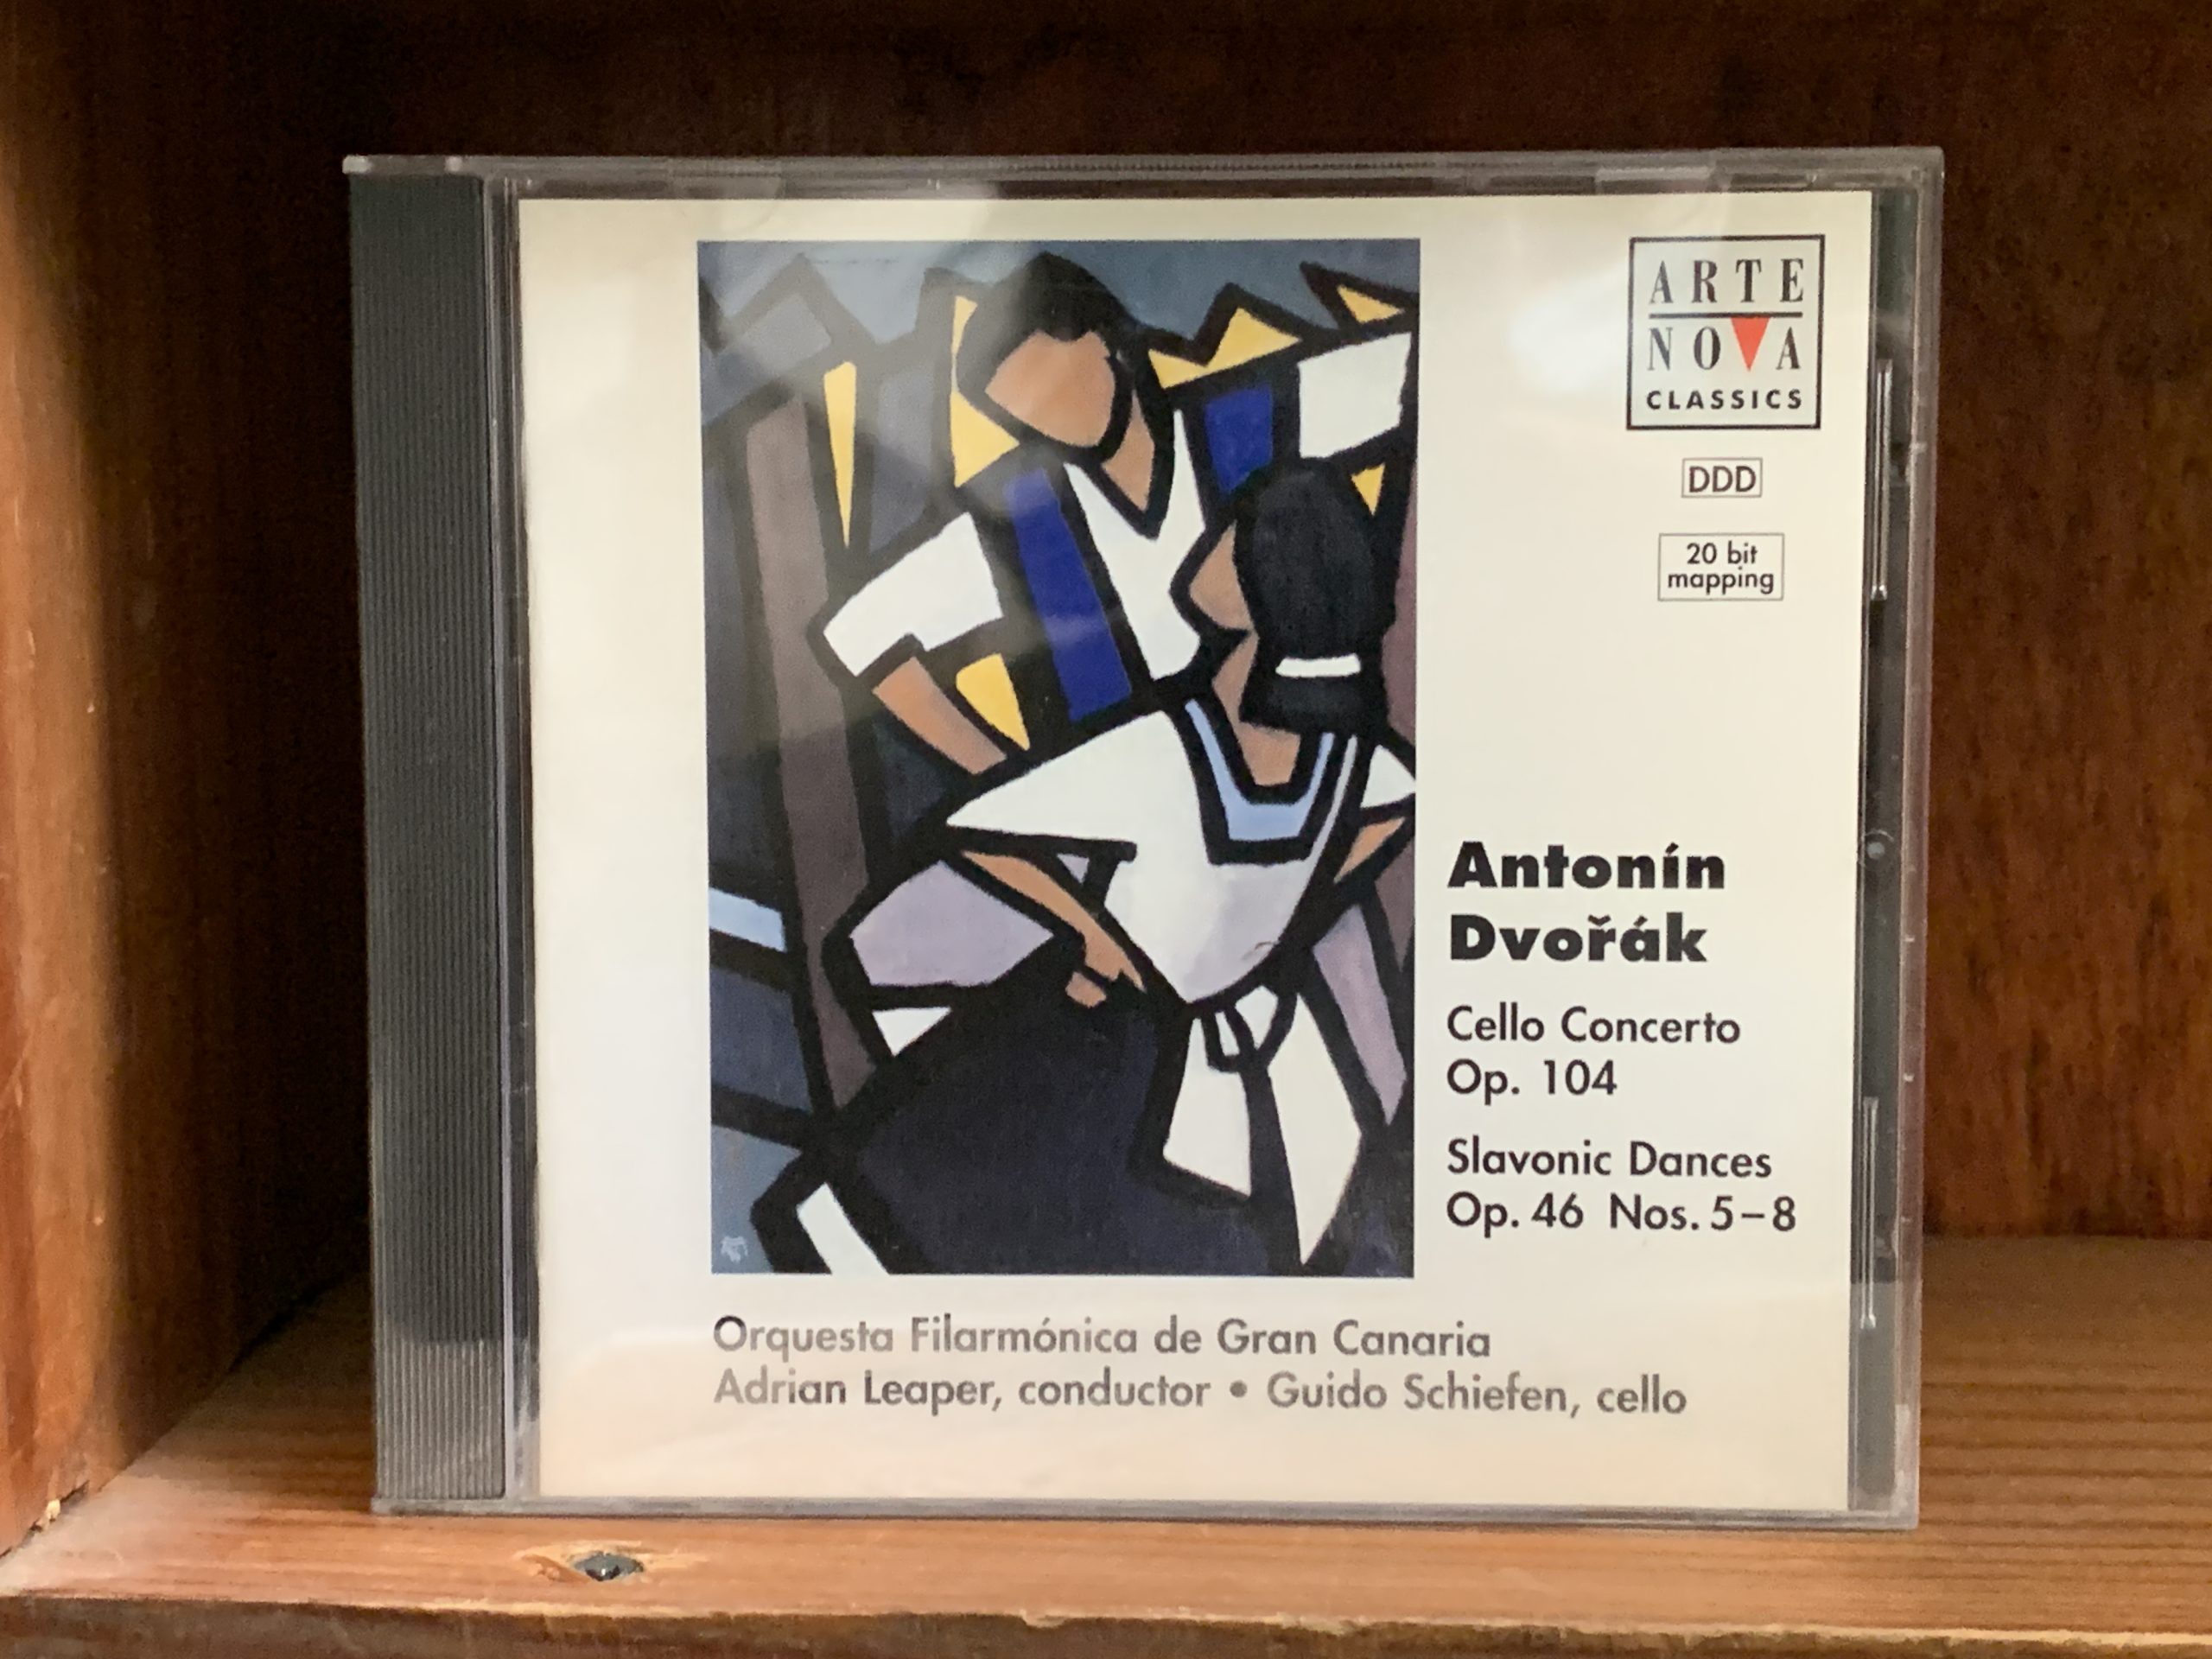 ARTE
NOVA
CLASSICS
DDD
20 bit
mapping
Antonín
Dvořák
Cello Concerto
Op. 104
Slavonic Dances
Op. 46 Nos. 5–8
Orquesta Filarmónica de Gran Canaria
Adrian Leaper, conductor • Guido Schiefen, cello